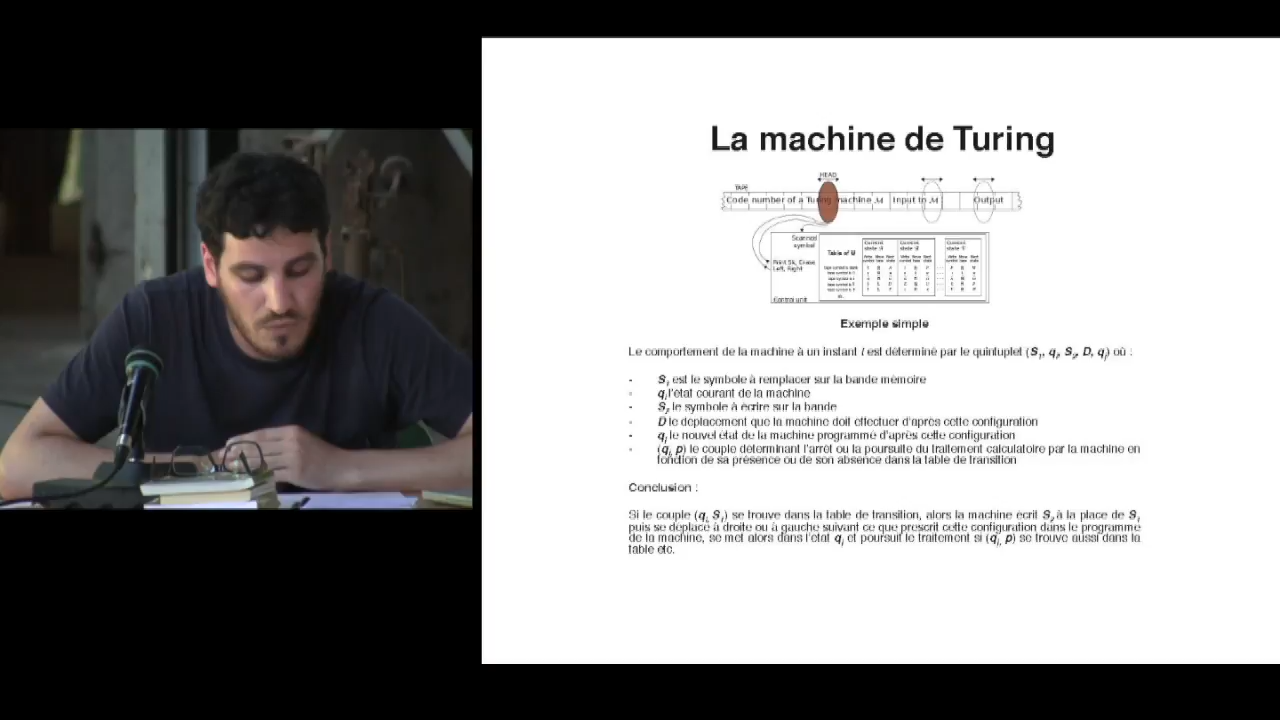 La machine de Turing
HEAD
TAPE
Code number of a Turing machine M Input to M Output
Scanned symbol
Print Sk, Erase, Left, Right
Control unit
Table of
Exemple simple
Le comportement de la machine à un instant t est déterminé par le quintuplet (S1, qi, S2, D, qj) où :
- S1 est le symbole à remplacer sur la bande mémoire
- qi l'état courant de la machine
- S2 le symbole à écrire sur la bande
- D le déplacement que la machine doit effectuer d'après cette configuration
- qj le nouvel état de la machine programmé d'après cette configuration
- (qj, p) le couple déterminant l'arrêt ou la poursuite du traitement calculatoire par la machine en
fonction de sa présence ou de son absence dans la table de transition
Conclusion :
Si le couple (qi, S1) se trouve dans la table de transition, alors la machine écrit S2 à la place de S1
puis se déplace à droite ou à gauche suivant ce que prescrit cette configuration dans le programme
de la machine, se met alors dans l'état qj et poursuit le traitement si (qj, p) se trouve aussi dans la
table etc.